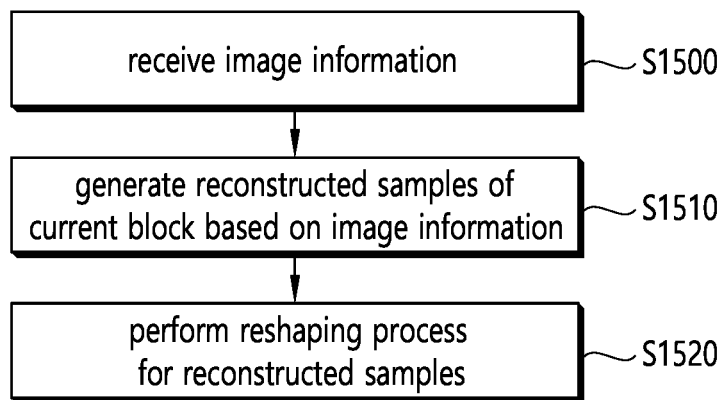 receive image information
S1500
generate reconstructed samples of
current block based on image information
S1510
perform reshaping process
for reconstructed samples
S1520